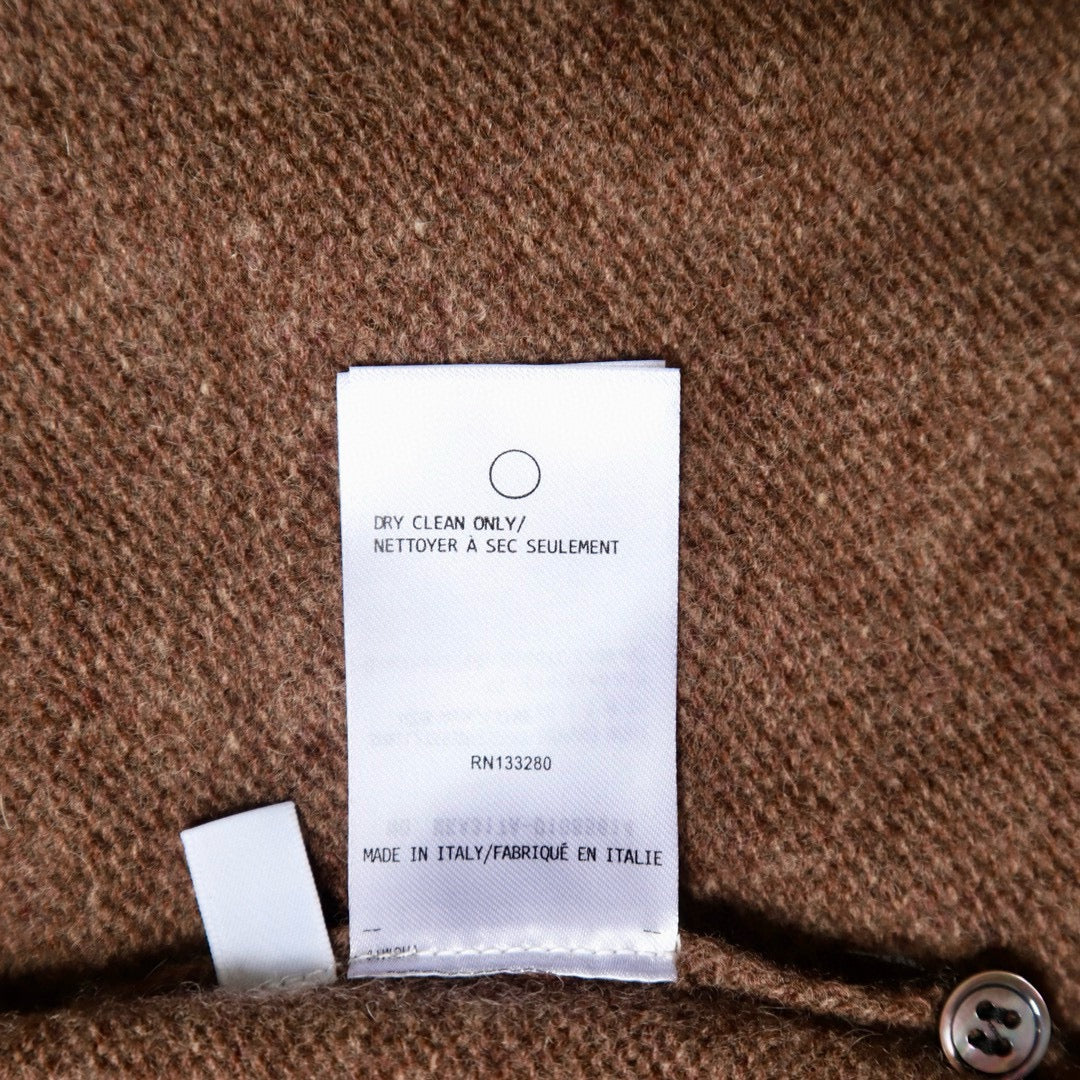 DRY CLEAN ONLY/
NETTOYER À SEC SEULEMENT
RN133280
MADE IN ITALY/FABRIQUÉ EN ITALIE